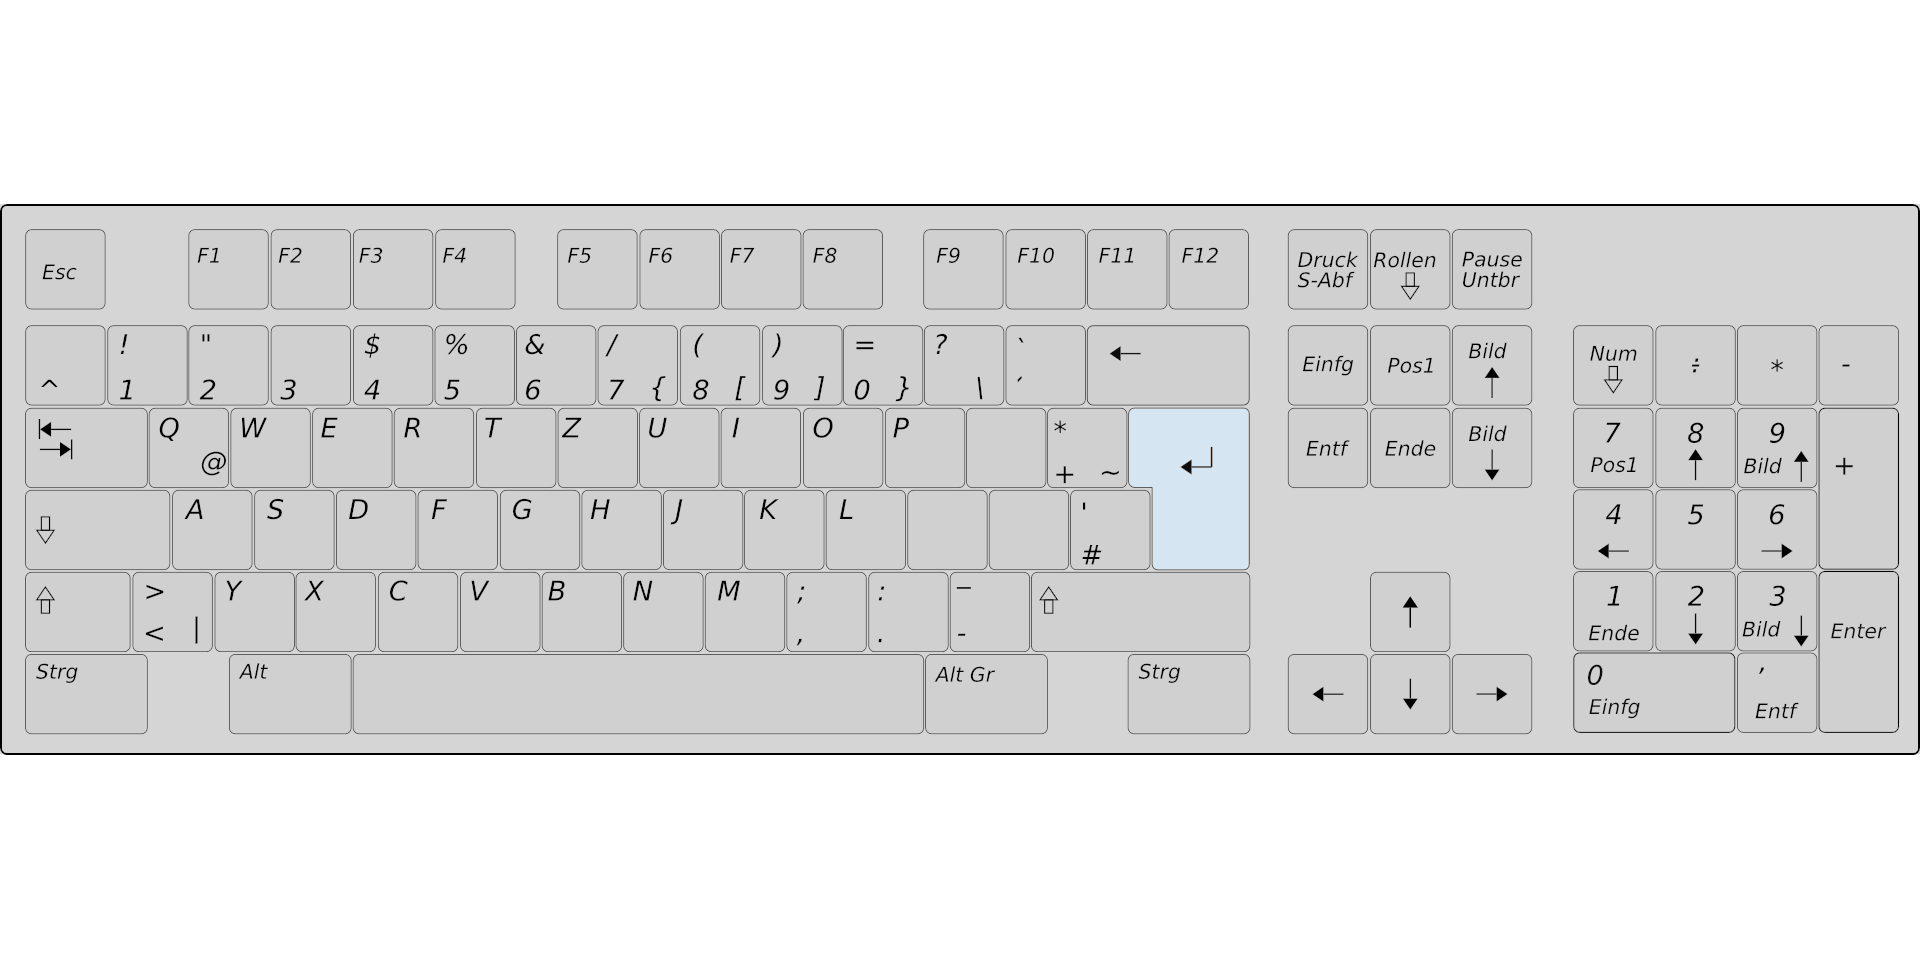 Esc F1 F2 F3 F4 F5 F6 F7 F8 F9 F10 F11 F12 Druck Rollen Pause
S-Abf Untbr
! " $ % & / ( ) = ? ` ← Einfg Pos1 Bild Num ÷ * -
^ 1 2 3 4 5 6 7 { 8 [ 9 ] 0 } \ ´
Q W E R T Z U I O P * Entf Ende Bild 7 8 9 +
@ + ~ Pos1 Bild
A S D F G H J K L ' 4 5 6
#
> Y X C V B N M ; : _ 1 2 3 Enter
< | , . - Ende Bild
Strg Alt Alt Gr Strg 0 ,
Einfg Entf